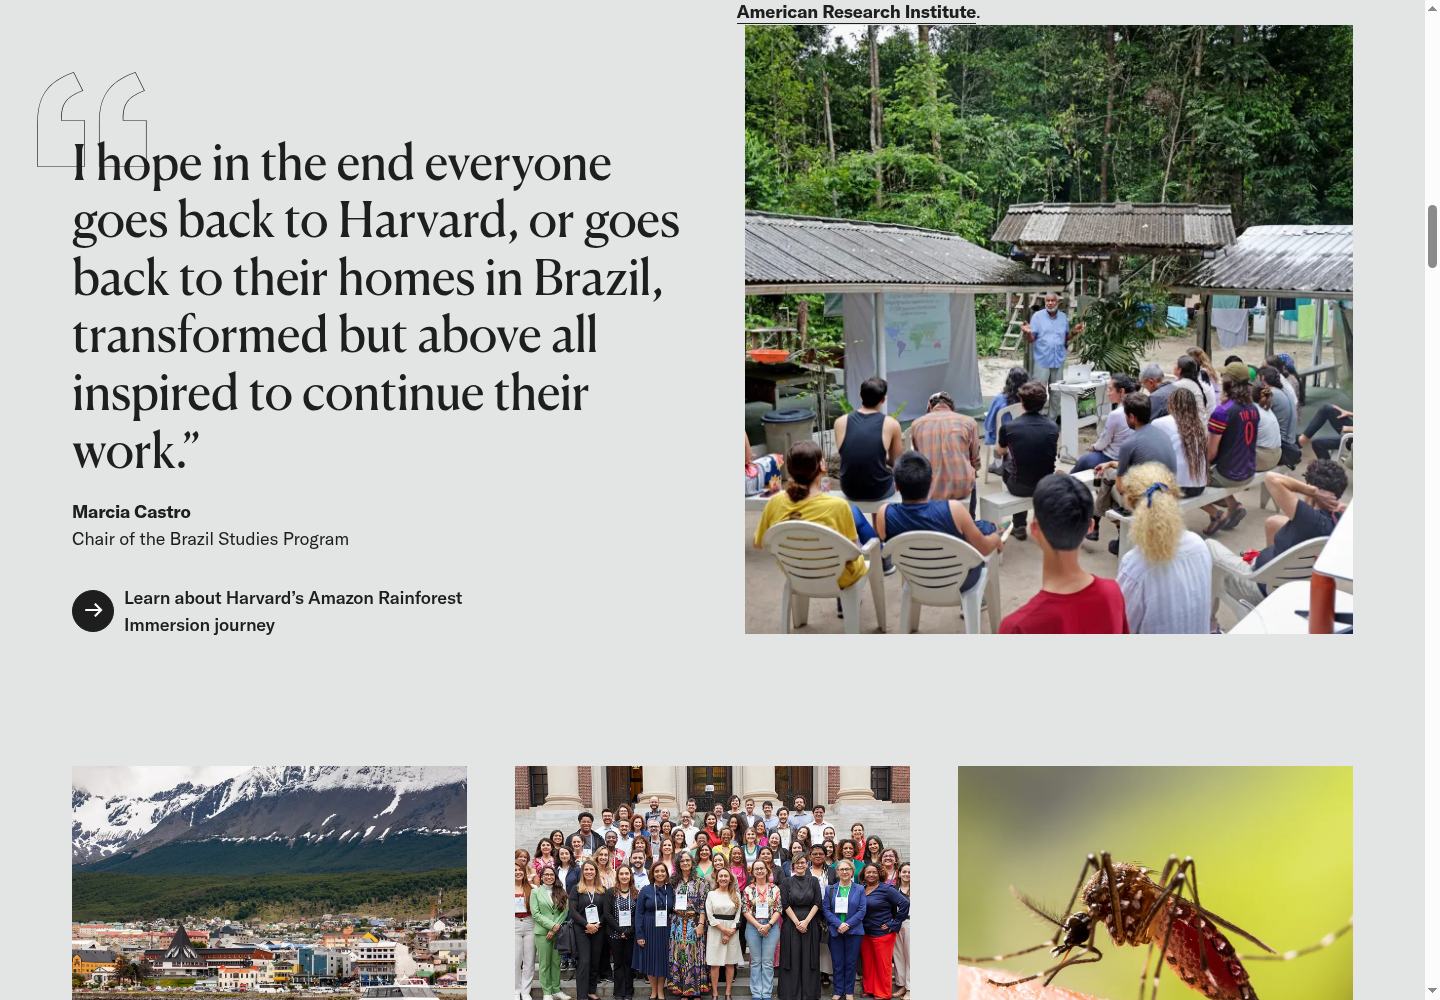 American Research Institute.
“
I hope in the end everyone
goes back to Harvard, or goes
back to their homes in Brazil,
transformed but above all
inspired to continue their
work.”
Marcia Castro
Chair of the Brazil Studies Program
Learn about Harvard’s Amazon Rainforest
Immersion journey